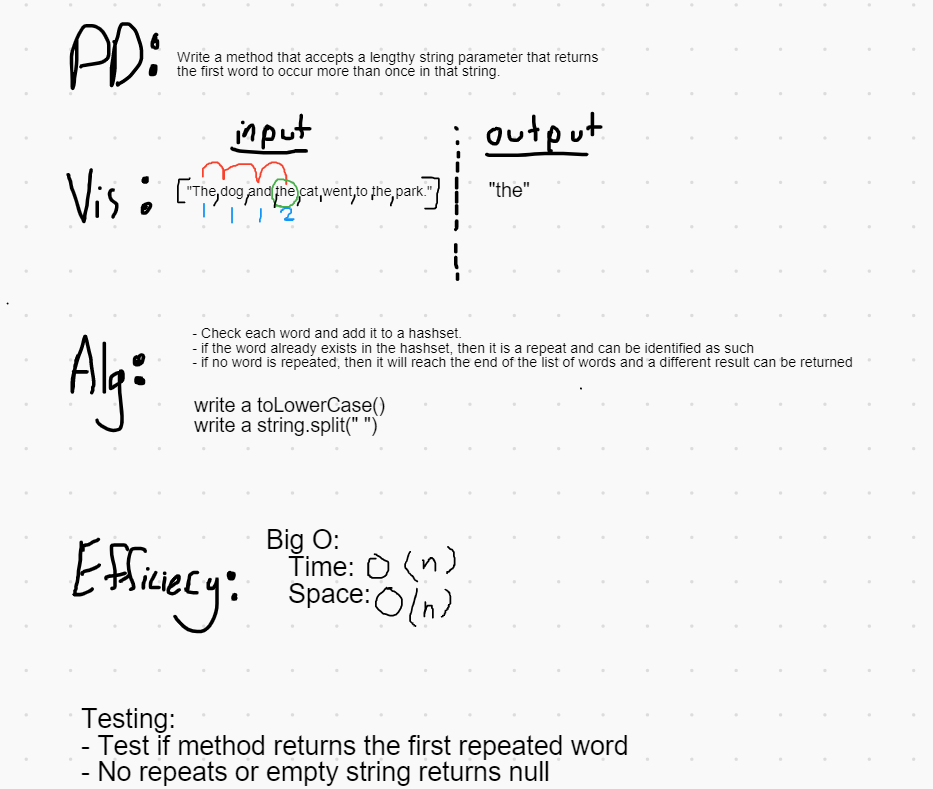 PD:
Write a method that accepts a lengthy string parameter that returns
the first word to occur more than once in that string.
input
output
Vis:
["The, dog, and, the, cat, went, to, the, park."]
"the"
1 1 1 2
Alg:
- Check each word and add it to a hashset.
- if the word already exists in the hashset, then it is a repeat and can be identified as such
- if no word is repeated, then it will reach the end of the list of words and a different result can be returned
write a toLowerCase()
write a string.split(" ")
Efficiecy:
Big O:
Time: O(n)
Space: O(n)
Testing:
- Test if method returns the first repeated word
- No repeats or empty string returns null